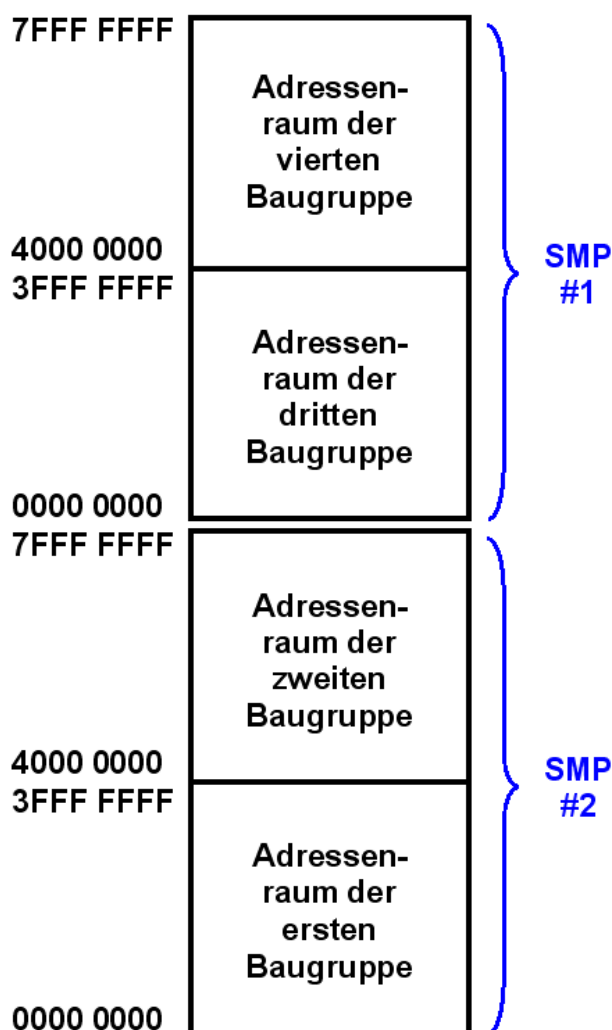 7FFF FFFF
Adressen-
raum der
vierten
Baugruppe
4000 0000
SMP
#1
3FFF FFFF
Adressen-
raum der
dritten
Baugruppe
0000 0000
7FFF FFFF
Adressen-
raum der
zweiten
Baugruppe
4000 0000
SMP
#2
3FFF FFFF
Adressen-
raum der
ersten
Baugruppe
0000 0000